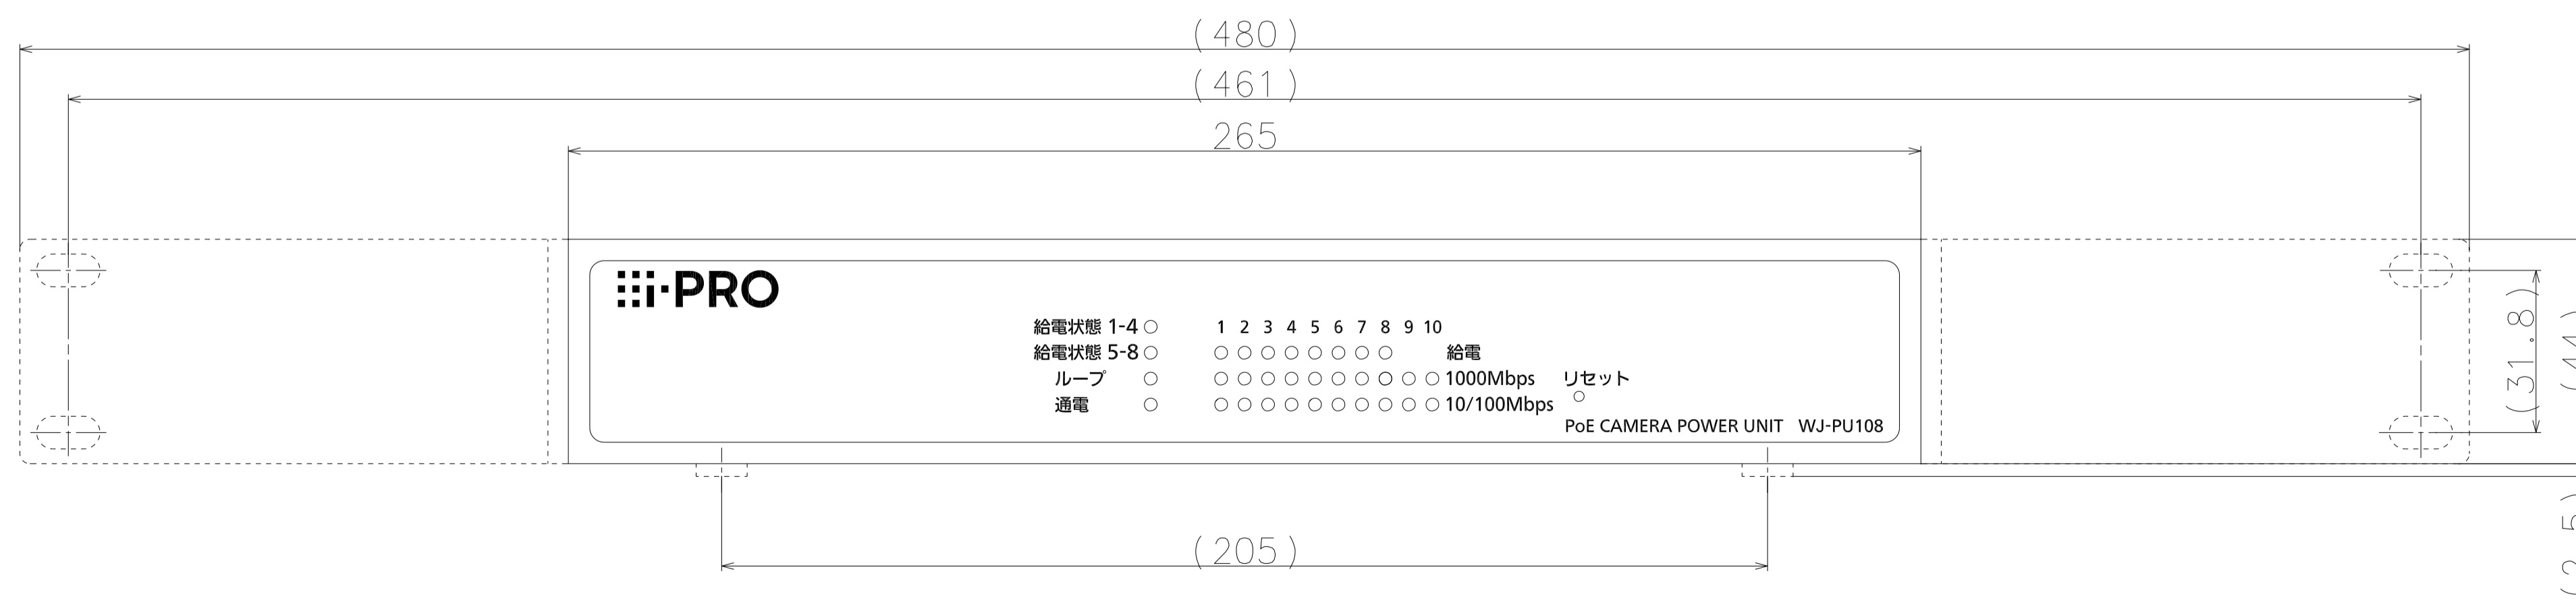 (480)
(461)
265
i-PRO
給電状態 1-4 1 2 3 4 5 6 7 8 9 10
給電状態 5-8 給電
ループ 1000Mbps リセット
通電 10/100Mbps
PoE CAMERA POWER UNIT WJ-PU108
(31.8)
(205)